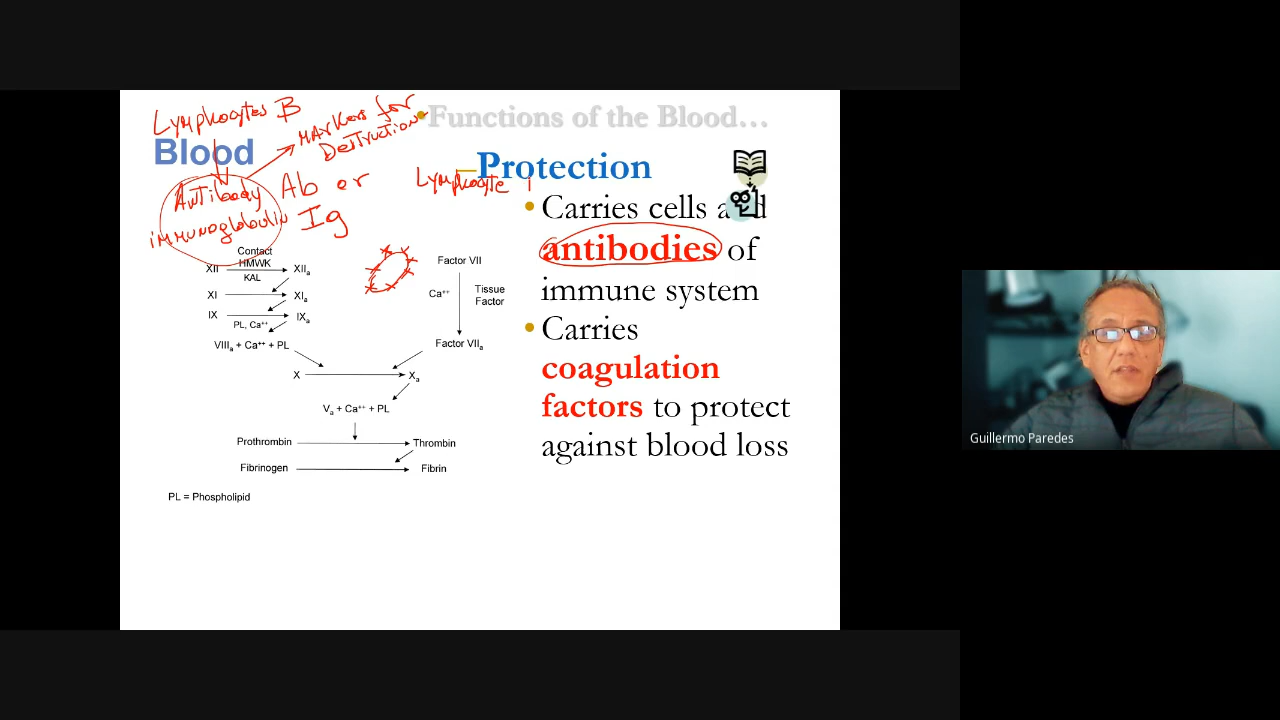 Lymphocytes B
Markers for
Destruction
Functions of the Blood…
Blood
Protection
Antibody Ab or
immunoglobulin Ig
Lymphocyte
Carries cells and
antibodies of
immune system
Carries
coagulation
factors to protect
against blood loss
Contact
HMWK
XII XIIa
KAL
XI XIa
IX IXa
PL, Ca++
VIIIa + Ca++ + PL
Factor VII
Ca++
Tissue
Factor
Factor VIIa
X Xa
Va + Ca++ + PL
Prothrombin Thrombin
Fibrinogen Fibrin
PL = Phospholipid
Guillermo Paredes